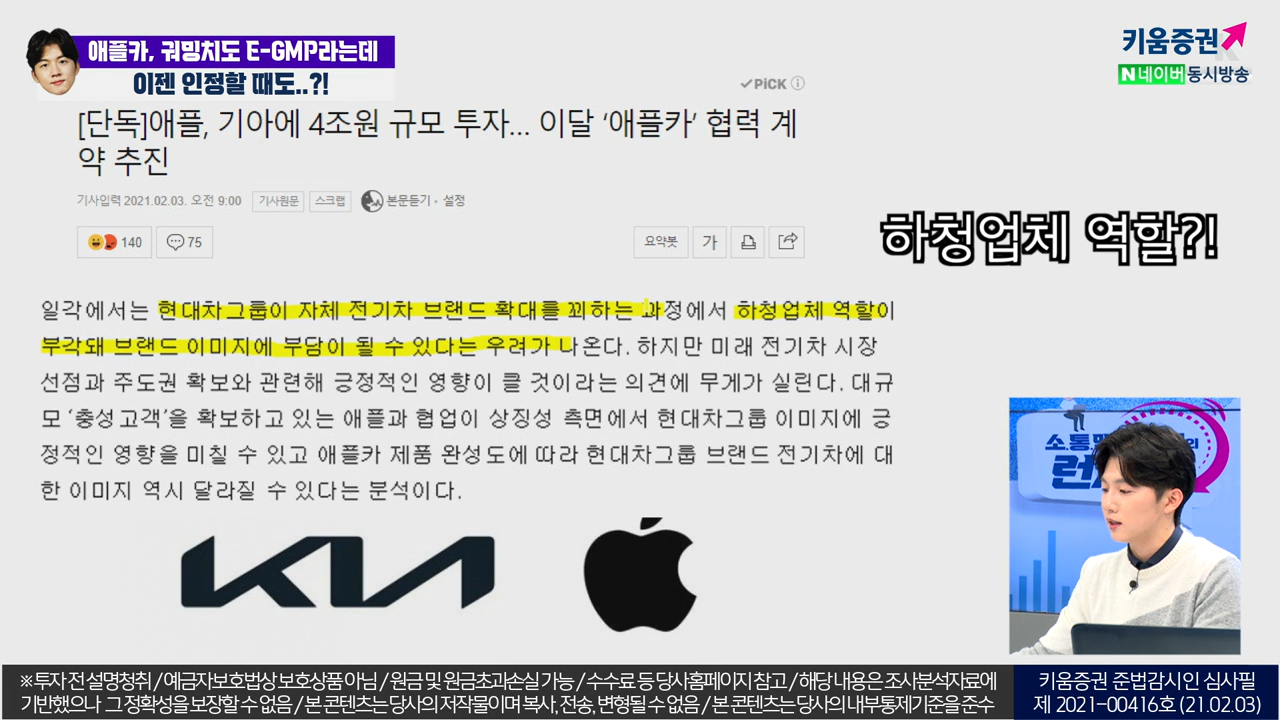 애플카, 궈밍치도 E-GMP라는데
이젠 인정할 때도..?!
키움증권
N 네이버 동시방송
✓PiCK ⓘ
[단독]애플, 기아에 4조원 규모 투자... 이달 ‘애플카’ 협력 계
약 추진
기사입력 2021.02.03. 오전 9:00 기사원문 스크랩 본문듣기 · 설정
140 75 요약봇 가
하청업체 역할?!
일각에서는 현대차그룹이 자체 전기차 브랜드 확대를 꾀하는 과정에서 하청업체 역할이
부각돼 브랜드 이미지에 부담이 될 수 있다는 우려가 나온다. 하지만 미래 전기차 시장
선점과 주도권 확보와 관련해 긍정적인 영향이 클 것이라는 의견에 무게가 실린다. 대규
모 ‘충성고객’을 확보하고 있는 애플과 협업이 상징성 측면에서 현대차그룹 이미지에 긍
정적인 영향을 미칠 수 있고 애플카 제품 완성도에 따라 현대차그룹 브랜드 전기차에 대
한 이미지 역시 달라질 수 있다는 분석이다.
KIA
소통
의
런
※ 투자 전 설명청취 / 예금자보호법상 보호상품 아님 / 원금 및 원금초과손실 가능 / 수수료 등 당사홈페이지 참고 / 해당 내용은 조사분석자료에
기반했으나 그 정확성을 보장할 수 없음 / 본 콘텐츠는 당사의 저작물이며 복사, 전송, 변형될 수 없음 / 본 콘텐츠는 당사의 내부통제기준을 준수
키움증권 준법감시인 심사필
제 2021-00416호 (21.02.03)